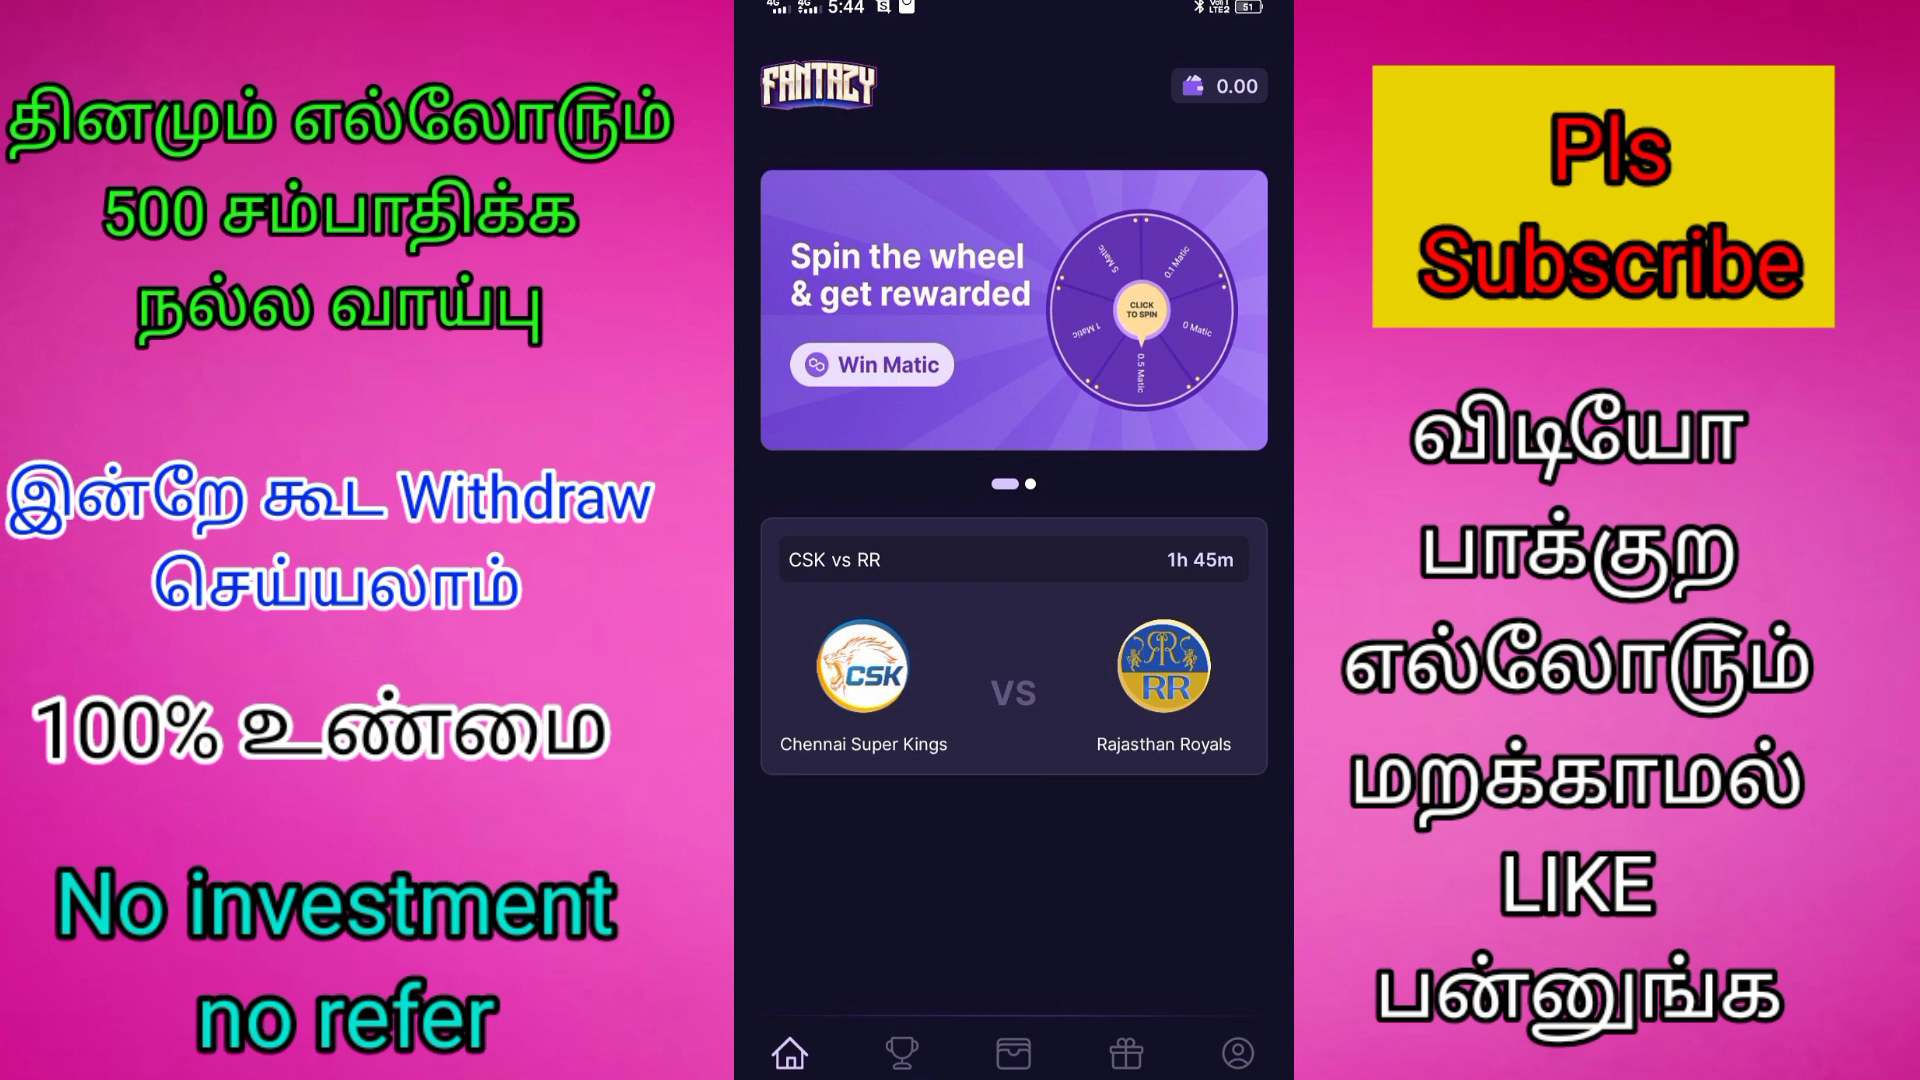 தினமும் எல்லோரும்
500 சம்பாதிக்க
நல்ல வாய்பு
இன்றே கூட Withdraw
செய்யலாம்
100% உண்மை
No investment
no refer
5:44
51
FANTAZY
0.00
Spin the wheel
& get rewarded
Win Matic
5 Matic
0.1 Matic
1 Matic
0 Matic
0.5 Matic
CLICK
TO SPIN
CSK vs RR
1h 45m
CSK
VS
RR
Chennai Super Kings
Rajasthan Royals
Pls
Subscribe
விடியோ
பாக்குற
எல்லோரும்
மறக்காமல்
LIKE
பன்னுங்க